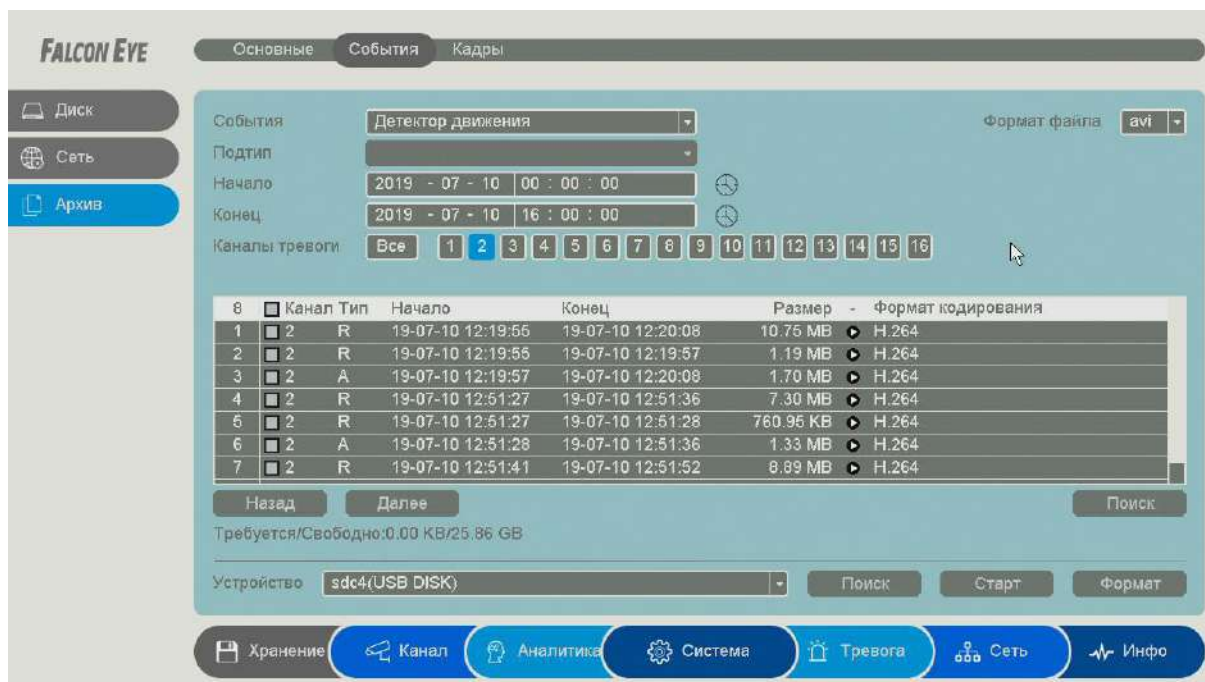 FALCON EYE
Основные События Кадры
Диск
Сеть
Архив
События Детектор движения Формат файла avi
Подтип
Начало 2019 - 07 - 10 00 : 00 : 00
Конец 2019 - 07 - 10 16 : 00 : 00
Каналы тревоги Все 1 2 3 4 5 6 7 8 9 10 11 12 13 14 15 16
8 Канал Тип Начало Конец Размер - Формат кодирования
1 2 R 19-07-10 12:19:55 19-07-10 12:20:08 10.75 MB H.264
2 2 R 19-07-10 12:19:55 19-07-10 12:19:57 1.19 MB H.264
3 2 A 19-07-10 12:19:57 19-07-10 12:20:08 1.70 MB H.264
4 2 R 19-07-10 12:51:27 19-07-10 12:51:36 7.30 MB H.264
5 2 R 19-07-10 12:51:27 19-07-10 12:51:28 760.95 KB H.264
6 2 A 19-07-10 12:51:28 19-07-10 12:51:36 1.33 MB H.264
7 2 R 19-07-10 12:51:41 19-07-10 12:51:52 8.89 MB H.264
Назад Далее Поиск
Требуется/Свободно:0.00 KB/25.86 GB
Устройство sdc4(USB DISK) Поиск Старт Формат
Хранение Канал Аналитика Система Тревога Сеть Инфо